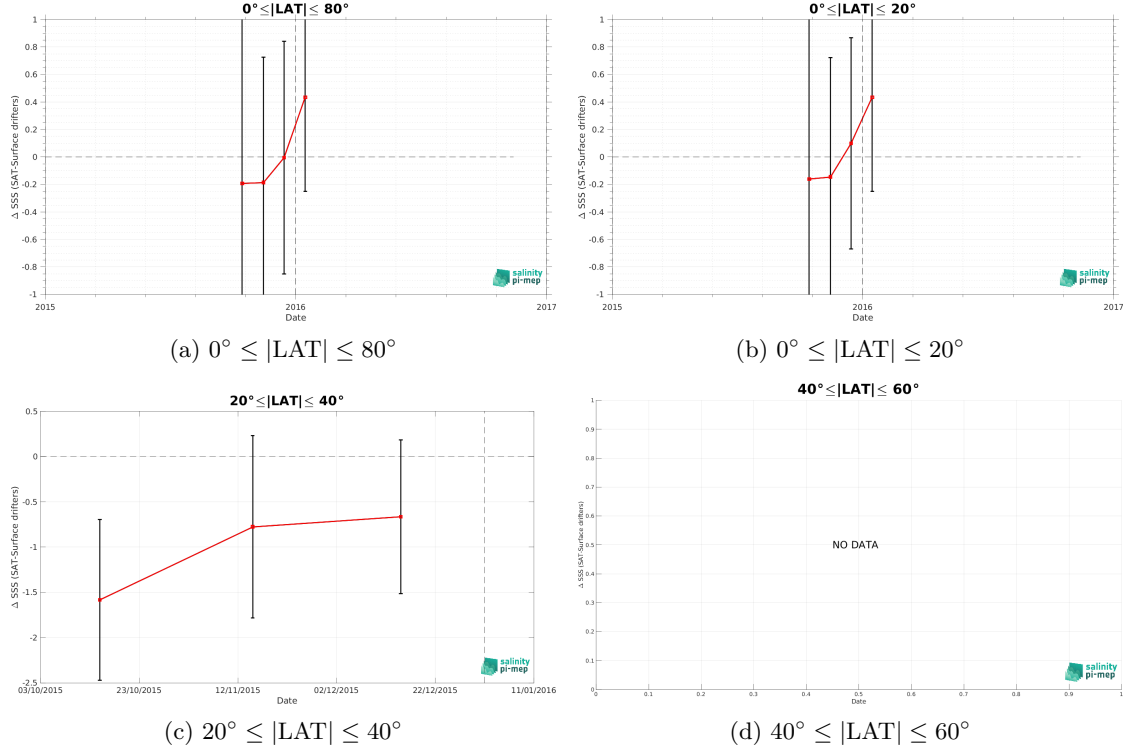 0°≤|LAT|≤ 80°
1
0.8
0.6
0.4
0.2
0
-0.2
-0.4
-0.6
-0.8
-1
Δ SSS (SAT-Surface drifters)
2015 2016 2017
Date
salinity
pi-mep
(a) 0° ≤ |LAT| ≤ 80°
0°≤|LAT|≤ 20°
1
0.8
0.6
0.4
0.2
0
-0.2
-0.4
-0.6
-0.8
-1
Δ SSS (SAT-Surface drifters)
2015 2016 2017
Date
salinity
pi-mep
(b) 0° ≤ |LAT| ≤ 20°
20°≤|LAT|≤ 40°
0.5
0
-0.5
-1
-1.5
-2
-2.5
Δ SSS (SAT-Surface drifters)
03/10/2015 23/10/2015 12/11/2015 02/12/2015 22/12/2015 11/01/2016
Date
salinity
pi-mep
(c) 20° ≤ |LAT| ≤ 40°
40°≤|LAT|≤ 60°
1
0.9
0.8
0.7
0.6
0.5
0.4
0.3
0.2
0.1
0
Δ SSS (SAT-Surface drifters)
NO DATA
0 0.1 0.2 0.3 0.4 0.5 0.6 0.7 0.8 0.9 1
Date
salinity
pi-mep
(d) 40° ≤ |LAT| ≤ 60°